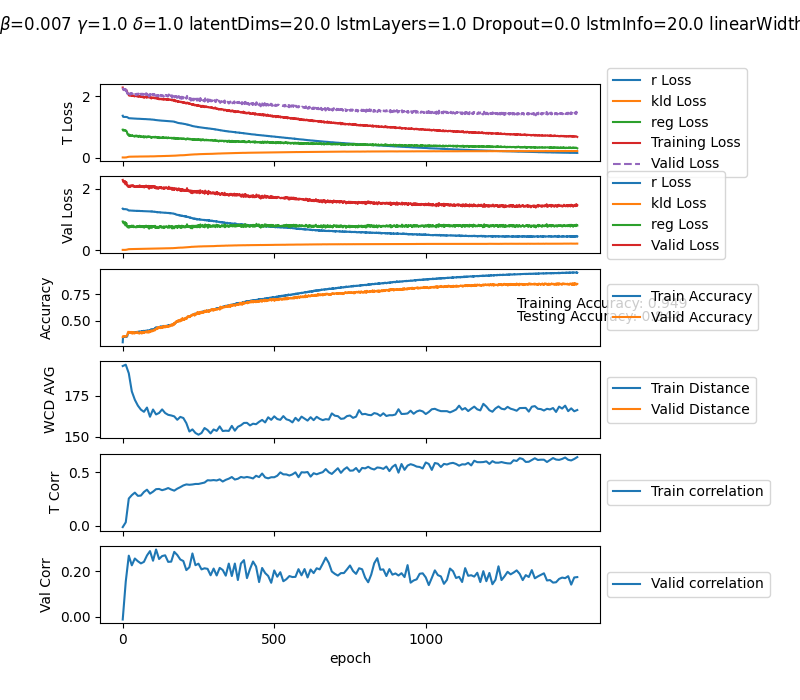 β=0.007 γ=1.0 δ=1.0 latentDims=20.0 lstmLayers=1.0 Dropout=0.0 lstmInfo=20.0 linearWidth
T Loss
2
0
r Loss
kld Loss
reg Loss
Training Loss
Valid Loss
Val Loss
2
0
r Loss
kld Loss
reg Loss
Valid Loss
Accuracy
0.75
0.50
Training Accuracy: 0.949
Testing Accuracy:
Train Accuracy
Valid Accuracy
WCD AVG
175
150
Train Distance
Valid Distance
T Corr
0.5
0.0
Train correlation
Val Corr
0.20
0.00
Valid correlation
0
500
1000
epoch